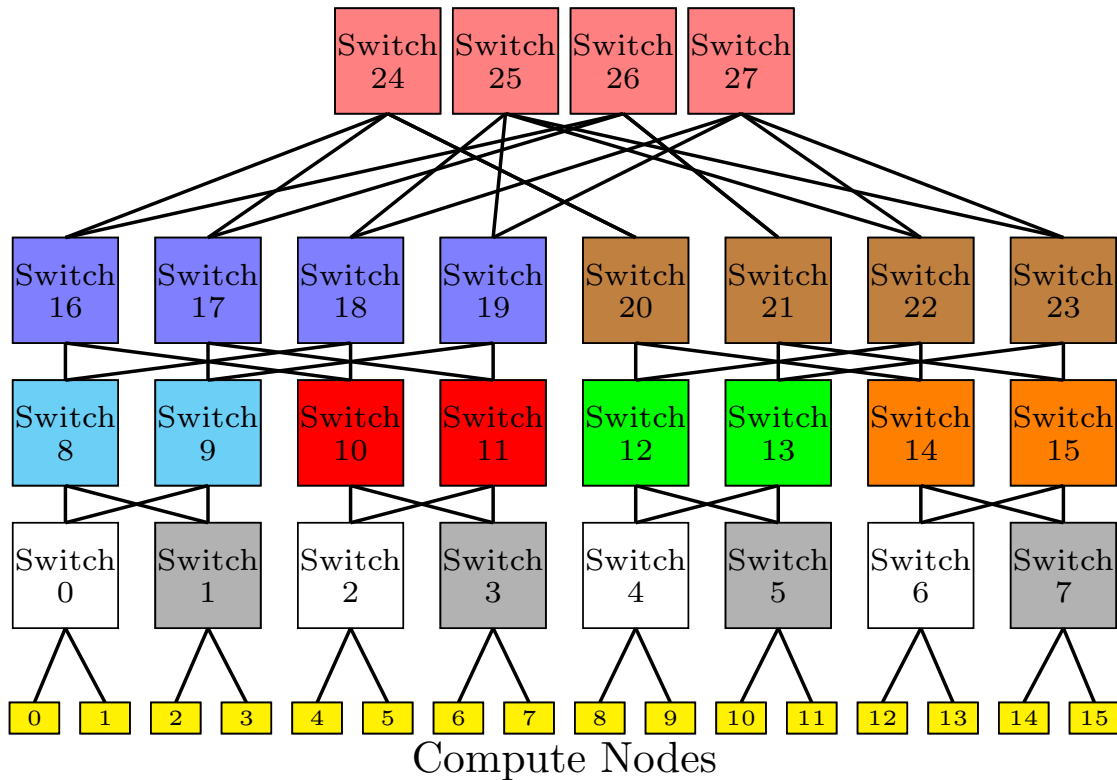 Switch
24
Switch
25
Switch
26
Switch
27
Switch
16
Switch
17
Switch
18
Switch
19
Switch
20
Switch
21
Switch
22
Switch
23
Switch
8
Switch
9
Switch
10
Switch
11
Switch
12
Switch
13
Switch
14
Switch
15
Switch
0
Switch
1
Switch
2
Switch
3
Switch
4
Switch
5
Switch
6
Switch
7
0 1 2 3 4 5 6 7 8 9 10 11 12 13 14 15
Compute Nodes